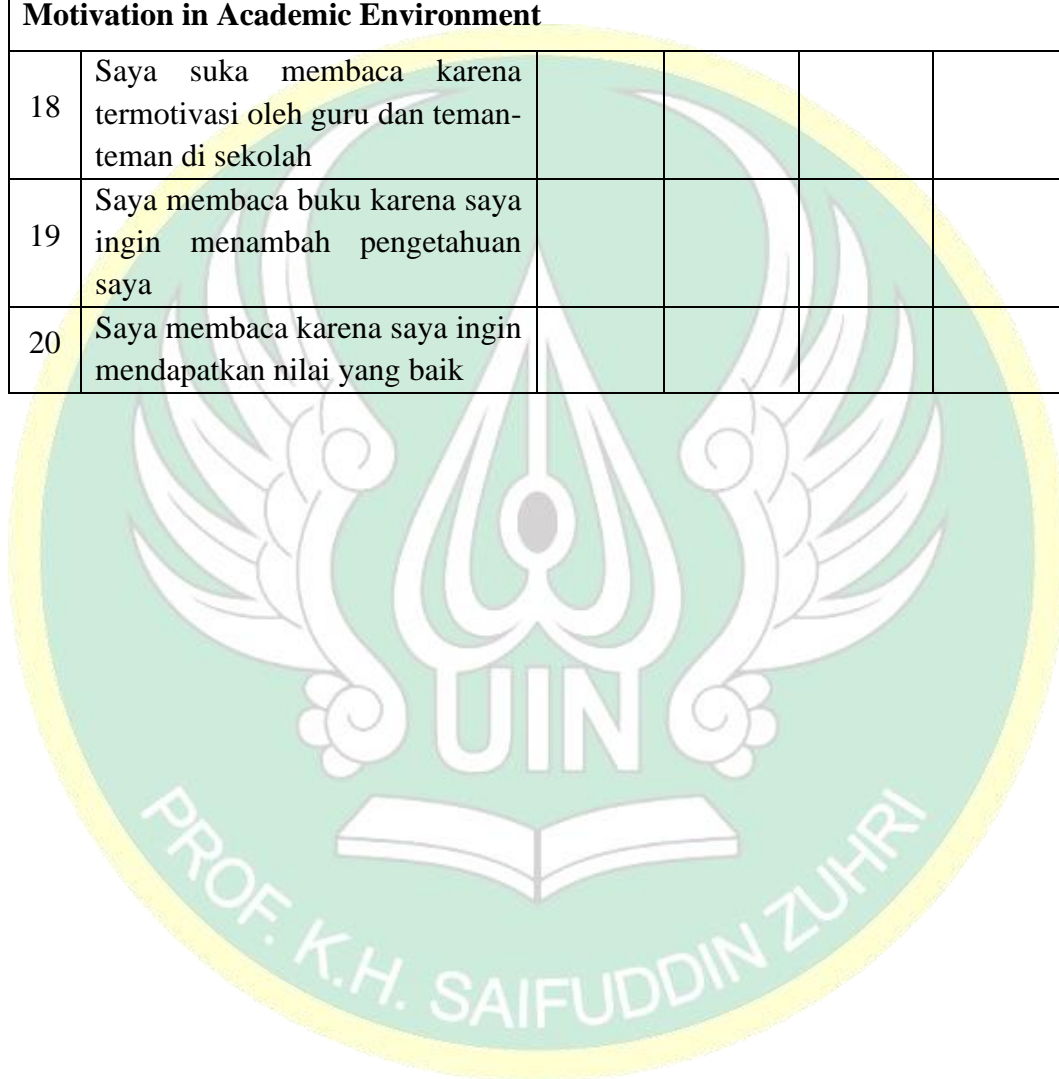 Motivation in Academic Environment
18
Saya suka membaca karena
termotivasi oleh guru dan teman-
teman di sekolah
19
Saya membaca buku karena saya
ingin menambah pengetahuan
saya
20
Saya membaca karena saya ingin
mendapatkan nilai yang baik
UIN
PROF. K.H. SAIFUDDIN ZUHRI